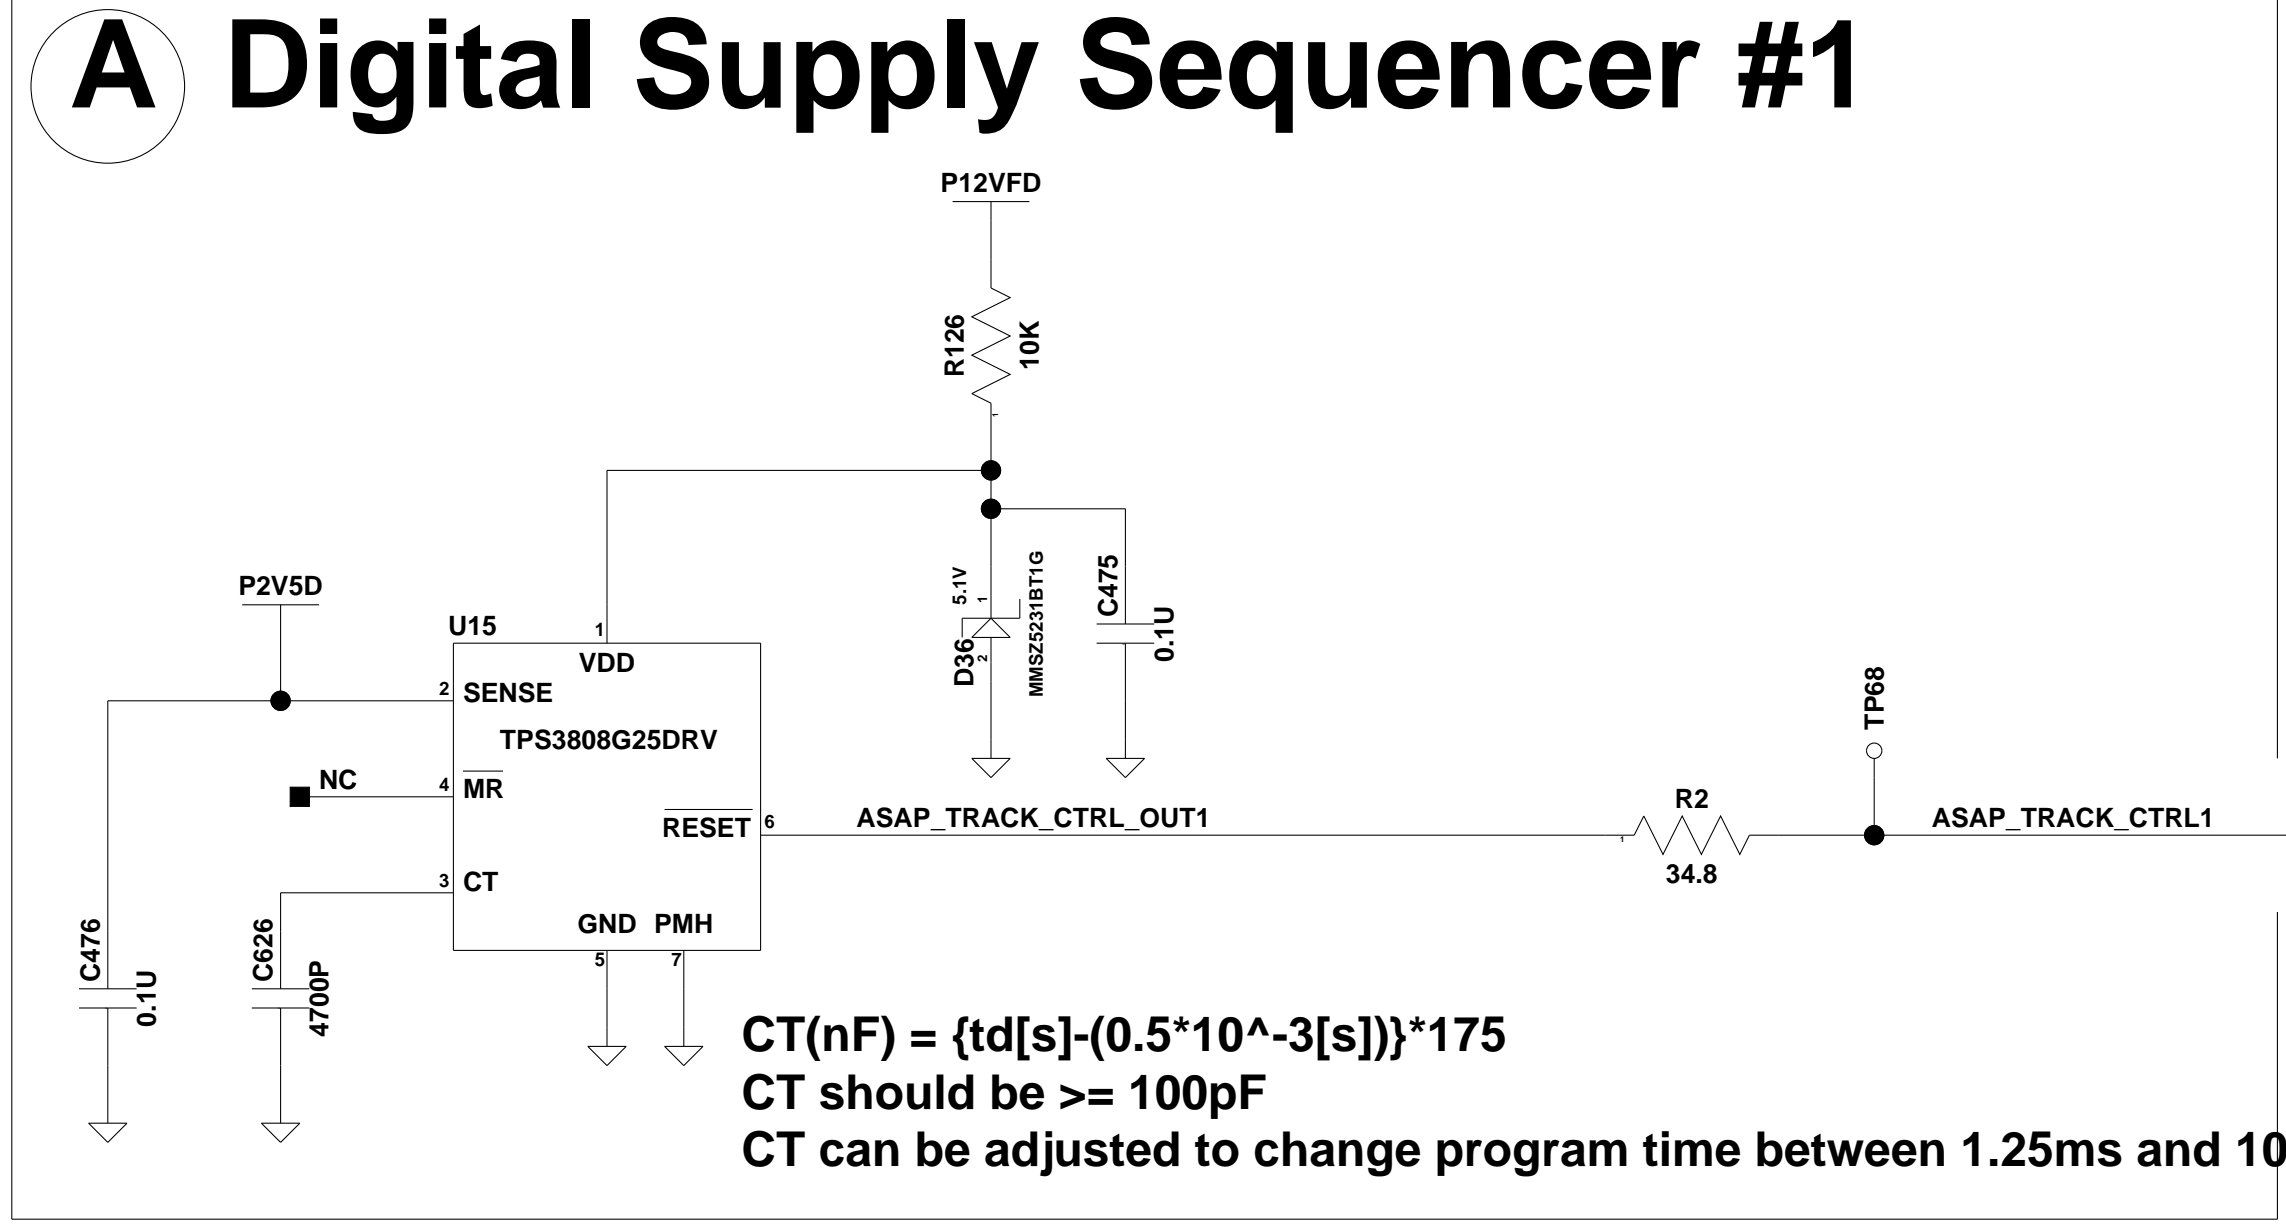 A Digital Supply Sequencer #1
P12VFD
R126
10K
1
5.1V
1
MMSZ5231BT1G
D36
2
C475
0.1U
P2V5D
U15
1
VDD
2
SENSE
TPS3808G25DRV
NC
4
MR
RESET
6
ASAP_TRACK_CTRL_OUT1
1
R2
34.8
TP68
ASAP_TRACK_CTRL1
3
CT
GND
PMH
5
7
C476
0.1U
C626
4700P
CT(nF) = {td[s]-(0.5*10^-3[s])}*175
CT should be >= 100pF
CT can be adjusted to change program time between 1.25ms and 10